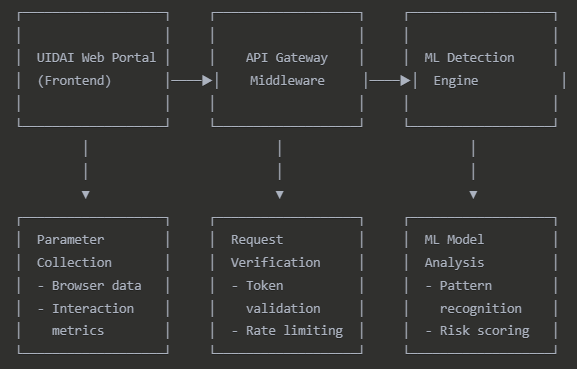 UIDAI Web Portal
(Frontend)
API Gateway
Middleware
ML Detection
Engine
Parameter
Collection
- Browser data
- Interaction
metrics
Request
Verification
- Token
validation
- Rate limiting
ML Model
Analysis
- Pattern
recognition
- Risk scoring